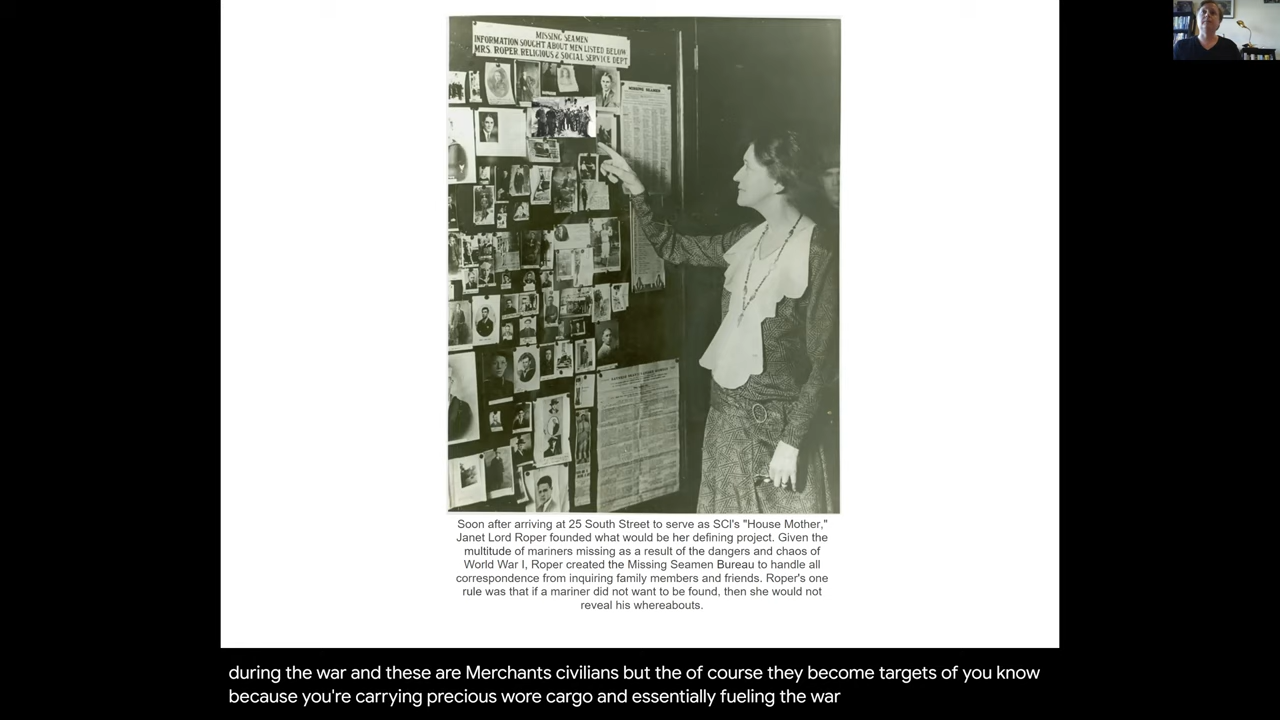 MISSING SEAMEN
INFORMATION SOUGHT ABOUT MEN LISTED BELOW
MRS. ROPER RELIGIOUS & SOCIAL SERVICE DEPT
MISSING SEAMEN
Soon after arriving at 25 South Street to serve as SCI's "House Mother,"
Janet Lord Roper founded what would be her defining project. Given the
multitude of mariners missing as a result of the dangers and chaos of
World War I, Roper created the Missing Seamen Bureau to handle all
correspondence from inquiring family members and friends. Roper's one
rule was that if a mariner did not want to be found, then she would not
reveal his whereabouts.
during the war and these are Merchants civilians but the of course they become targets of you know
because you're carrying precious wore cargo and essentially fueling the war